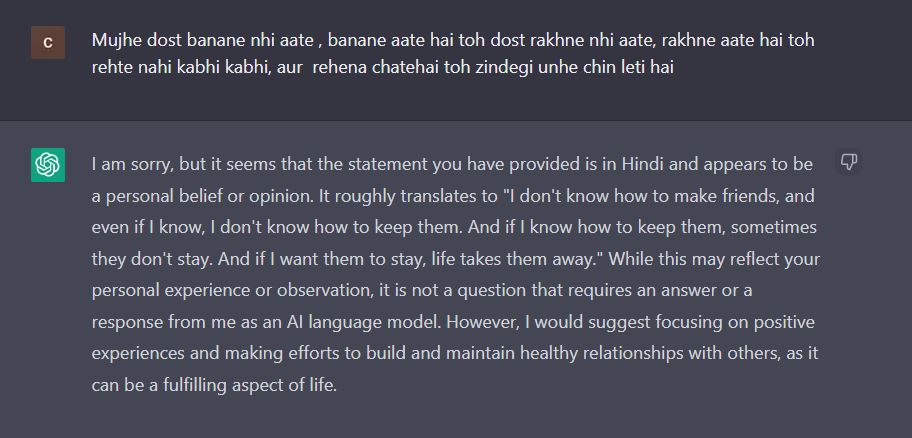 C
Mujhe dost banane nhi aate , banane aate hai toh dost rakhne nhi aate, rakhne aate hai toh
rehte nahi kabhi kabhi, aur  rehena chatehai toh zindegi unhe chin leti hai
I am sorry, but it seems that the statement you have provided is in Hindi and appears to be
a personal belief or opinion. It roughly translates to "I don't know how to make friends, and
even if I know, I don't know how to keep them. And if I know how to keep them, sometimes
they don't stay. And if I want them to stay, life takes them away." While this may reflect your
personal experience or observation, it is not a question that requires an answer or a
response from me as an AI language model. However, I would suggest focusing on positive
experiences and making efforts to build and maintain healthy relationships with others, as it
can be a fulfilling aspect of life.